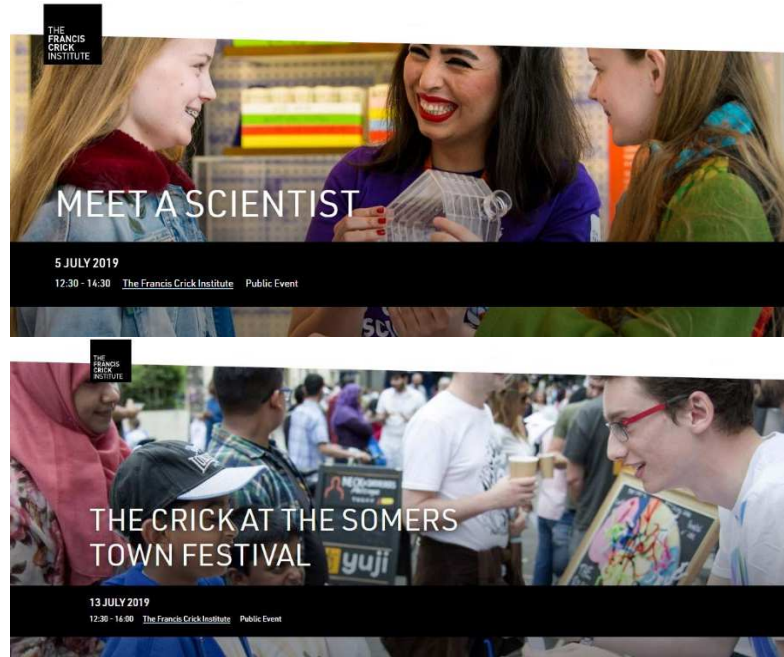 THE
FRANCIS
CRICK
INSTITUTE
MEET A SCIENTIST
5 JULY 2019
12:30 - 14:30 The Francis Crick Institute Public Event
THE
FRANCIS
CRICK
INSTITUTE
THE CRICK AT THE SOMERS
TOWN FESTIVAL
yuji
13 JULY 2019
12:30 - 16:00 The Francis Crick Institute Public Event